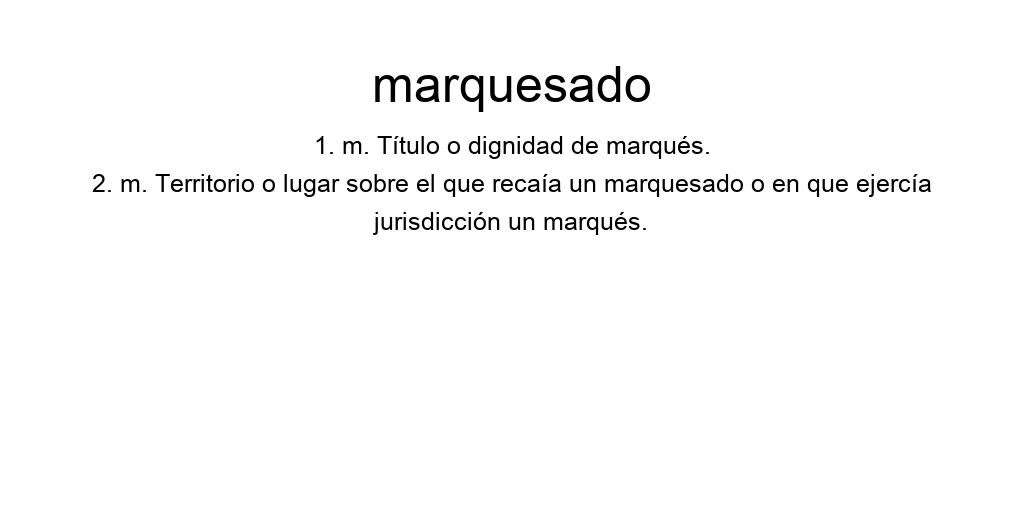 marquesado
1. m. Título o dignidad de marqués.
2. m. Territorio o lugar sobre el que recaía un marquesado o en que ejercía
jurisdicción un marqués.